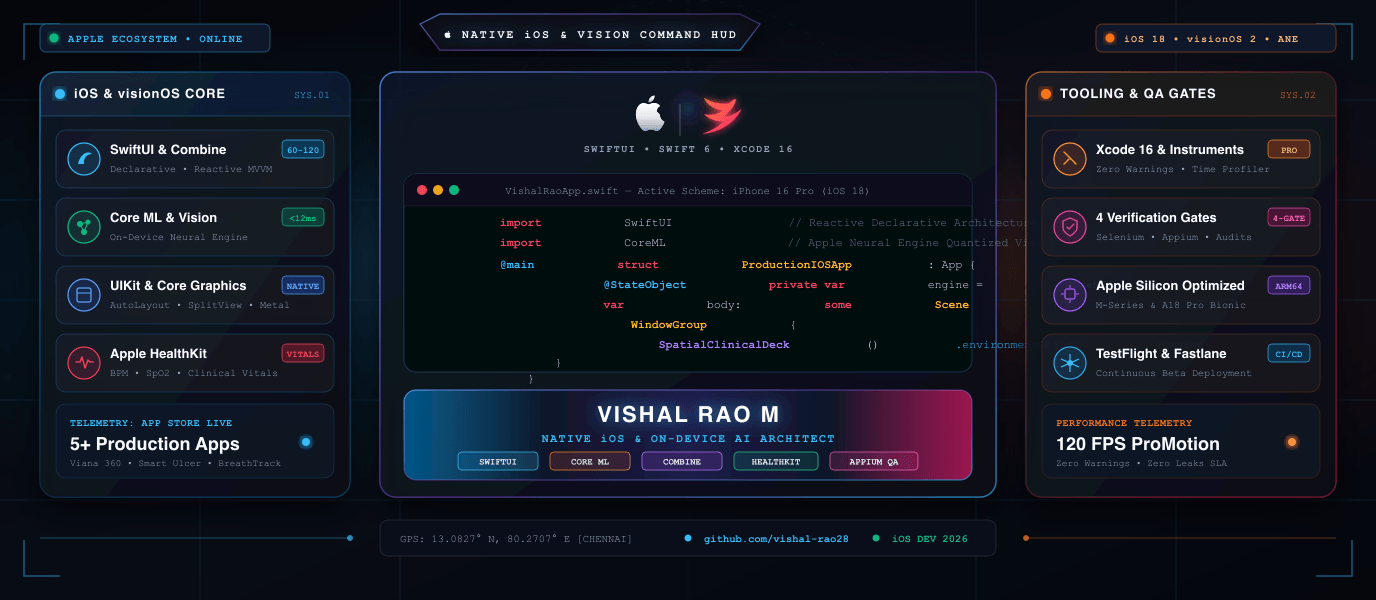 APPLE ECOSYSTEM • ONLINE
NATIVE iOS & VISION COMMAND HUD
iOS 18 • visionOS 2 • ANE
iOS & visionOS CORE
SYS.01
SwiftUI & Combine
60-120
Declarative • Reactive MVVM
Core ML & Vision
<12ms
On-Device Neural Engine
UIKit & Core Graphics
NATIVE
AutoLayout • SplitView • Metal
Apple HealthKit
VITALS
BPM • SpO2 • Clinical Vitals
TELEMETRY: APP STORE LIVE
5+ Production Apps
Viana 360 • Smart Ulcer • BreathTrack
SWIFTUI • SWIFT 6 • XCODE 16
VishalRaoApp.swift — Active Scheme: iPhone 16 Pro (iOS 18)
import SwiftUI // Reactive Declarative Architectur
import CoreML // Apple Neural Engine Quantized Vi
@main struct ProductionIOSApp : App {
@StateObject private var engine =
var body: some Scene
WindowGroup {
SpatialClinicalDeck () .environme
}
}
VISHAL RAO M
NATIVE iOS & ON-DEVICE AI ARCHITECT
SWIFTUI
CORE ML
COMBINE
HEALTHKIT
APPIUM QA
TOOLING & QA GATES
SYS.02
Xcode 16 & Instruments
PRO
Zero Warnings • Time Profiler
4 Verification Gates
4-GATE
Selenium • Appium • Audits
Apple Silicon Optimized
ARM64
M-Series & A18 Pro Bionic
TestFlight & Fastlane
CI/CD
Continuous Beta Deployment
PERFORMANCE TELEMETRY
120 FPS ProMotion
Zero Warnings • Zero Leaks SLA
GPS: 13.0827° N, 80.2707° E [CHENNAI]
github.com/vishal-rao28
iOS DEV 2026